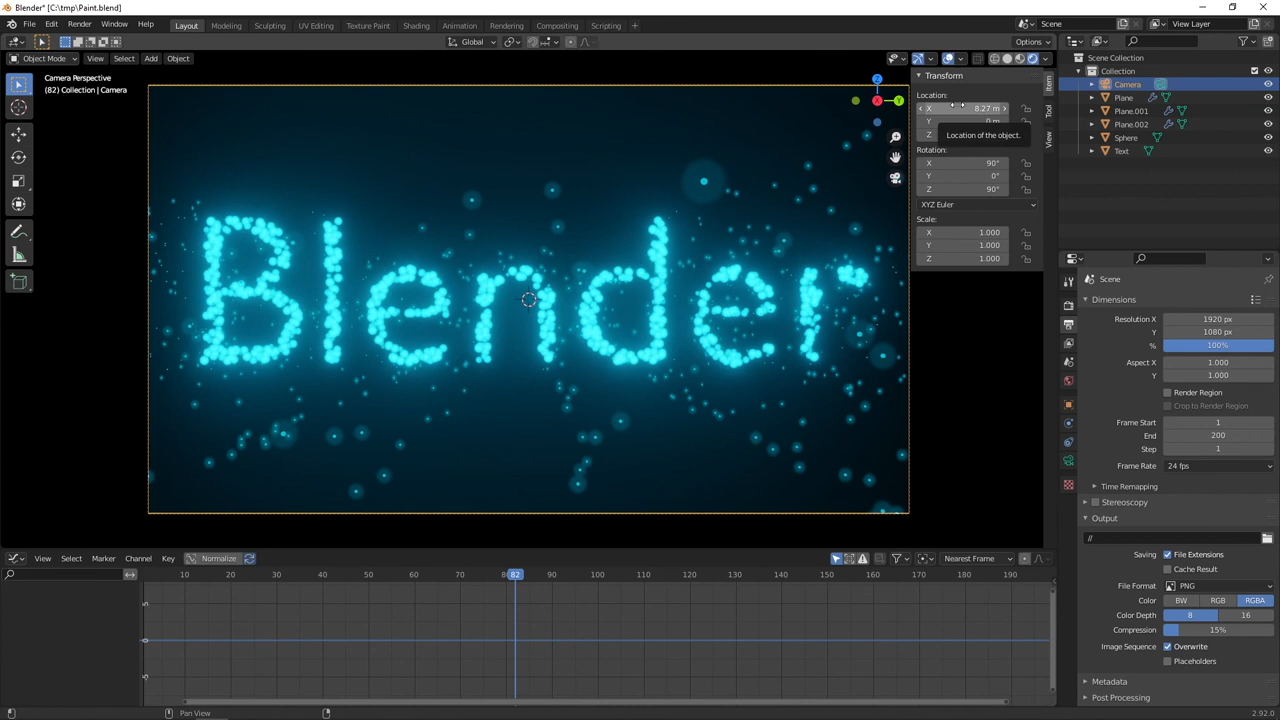 Blender* [C:\tmp\Paint.blend]
File Edit Render Window Help Layout Modeling Sculpting UV Editing Texture Paint Shading Animation Rendering Compositing Scripting + Scene View Layer
Global Options
Object Mode View Select Add Object
Camera Perspective
(82) Collection | Camera
Z
X Y
Blender
Transform
Location:
X 8.27 m
Y 0 m
Z
Location of the object.
Rotation:
X 90°
Y 0°
Z 90°
XYZ Euler
Scale:
X 1.000
Y 1.000
Z 1.000
Item
Tool
View
Scene Collection
Collection
Camera
Plane
Plane.001
Plane.002
Sphere
Text
Scene
Dimensions
Resolution X 1920 px
Y 1080 px
% 100%
Aspect X 1.000
Y 1.000
Render Region
Crop to Render Region
Frame Start 1
End 200
Step 1
Frame Rate 24 fps
Time Remapping
Stereoscopy
Output
//
Saving File Extensions
Cache Result
File Format PNG
Color BW RGB RGBA
Color Depth 8 16
Compression 15%
Image Sequence Overwrite
Placeholders
Metadata
Post Processing
View Select Marker Channel Key Normalize Nearest Frame
10 20 30 40 50 60 70 8 82 90 100 110 120 130 140 150 160 170 180 190
5
0
-5
Pan View 2.92.0